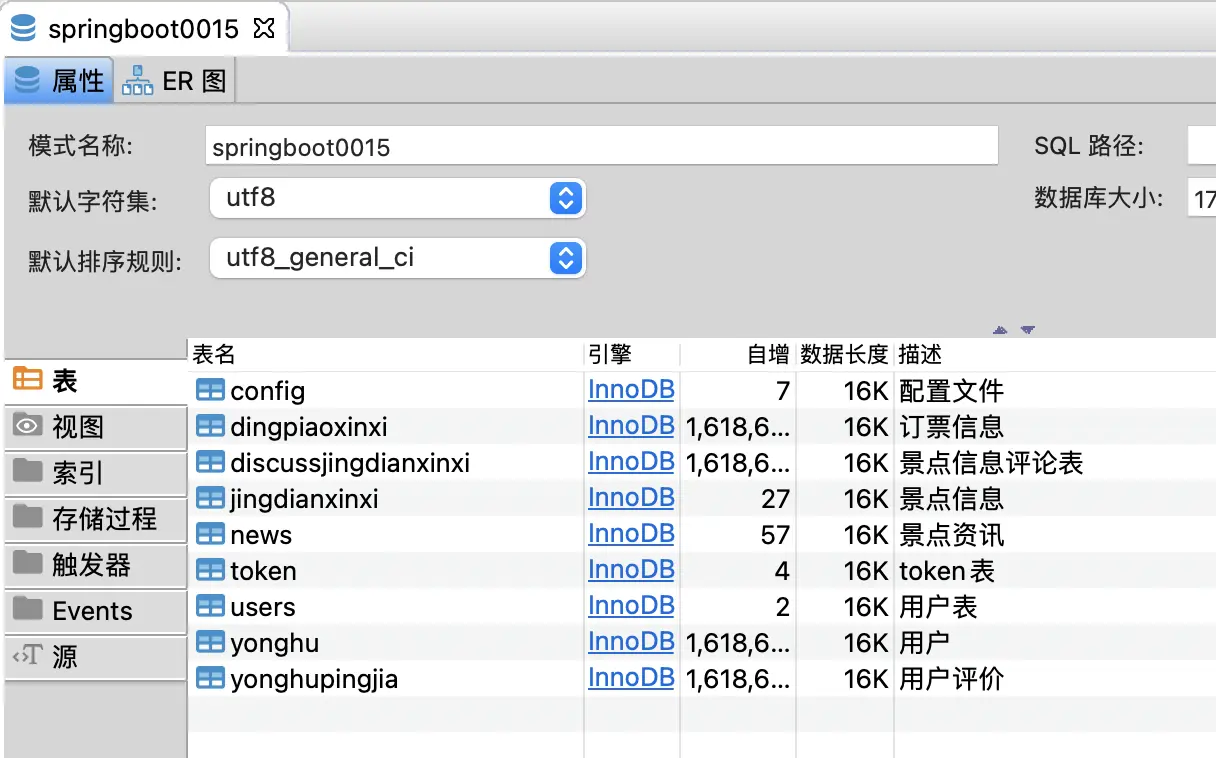 springboot0015
属性 ER 图
模式名称: springboot0015 SQL 路径:
默认字符集: utf8 数据库大小: 17
默认排序规则: utf8_general_ci
表
视图
索引
存储过程
触发器
Events
源
表名 引擎 自增 数据长度 描述
config InnoDB 7 16K 配置文件
dingpiaoxinxi InnoDB 1,618,6... 16K 订票信息
discussjingdianxinxi InnoDB 1,618,6... 16K 景点信息评论表
jingdianxinxi InnoDB 27 16K 景点信息
news InnoDB 57 16K 景点资讯
token InnoDB 4 16K token表
users InnoDB 2 16K 用户表
yonghu InnoDB 1,618,6... 16K 用户
yonghupingjia InnoDB 1,618,6... 16K 用户评价